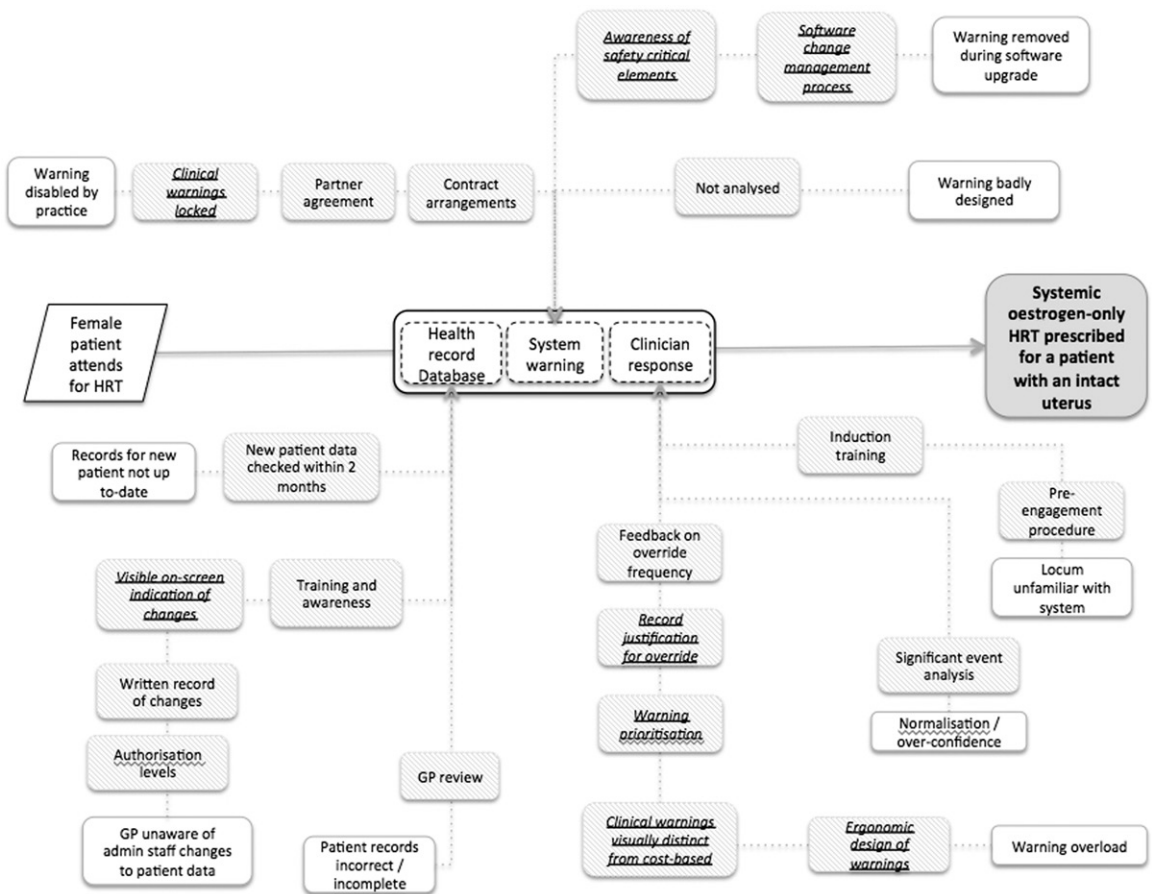 Awareness of
safety critical
elements
Software
change
management
process
Warning removed
during software
upgrade
Warning
disabled by
practice
Clinical
warnings
locked
Partner
agreement
Contract
arrangements
Not analysed
Warning badly
designed
Female
patient
attends
for HRT
Health
record
Database
System
warning
Clinician
response
Systemic
oestrogen-only
HRT prescribed
for a patient
with an intact
uterus
Records for new
patient not up
to-date
New patient data
checked within 2
months
Induction
training
Pre-
engagement
procedure
Locum
unfamiliar with
system
Visible on-screen
indication of
changes
Training and
awareness
Feedback on
override
frequency
Record
justification
for override
Written record
of changes
Significant event
analysis
Warning
prioritisation
Normalisation /
over-confidence
Authorisation
levels
GP review
GP unaware of
admin staff changes
to patient data
Patient records
incorrect /
incomplete
Clinical warnings
visually distinct
from cost-based
Ergonomic
design of
warnings
Warning overload